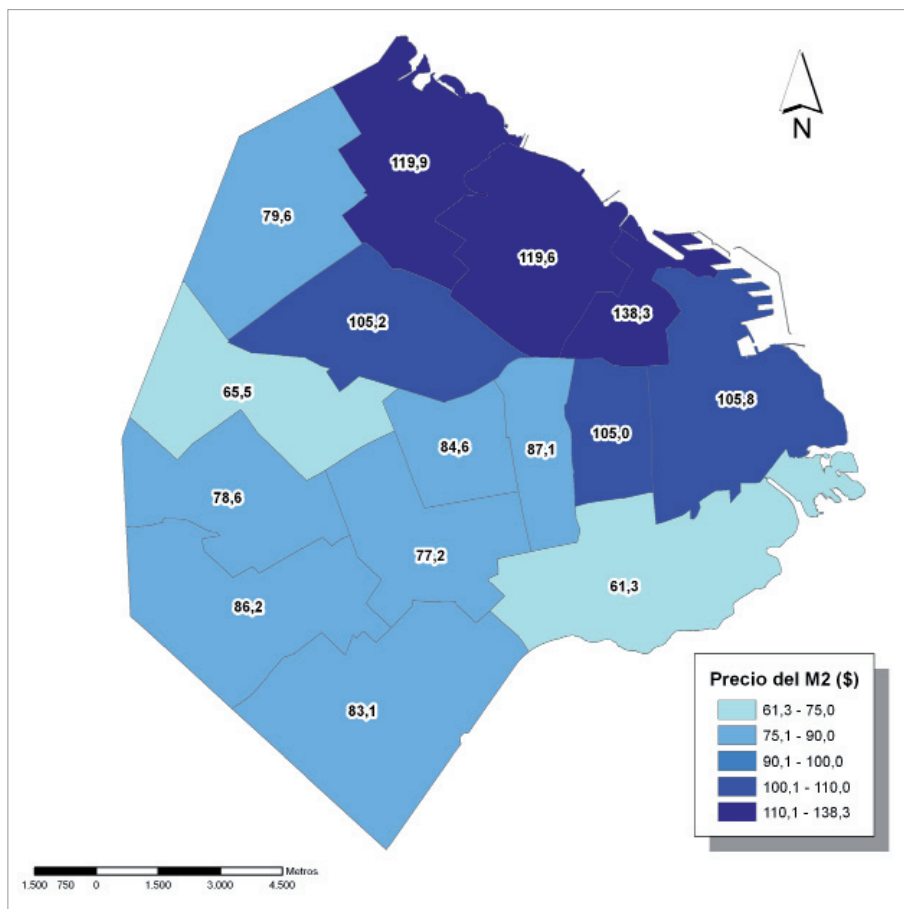 N
119,9
79,6
119,6
138,3
105,2
65,5
105,8
84,6
87,1
105,0
78,6
77,2
61,3
86,2
83,1
Precio del M2 ($)
61,3 - 75,0
75,1 - 90,0
90,1 - 100,0
100,1 - 110,0
110,1 - 138,3
Metros
1.500 750 0 1.500 3.000 4.500